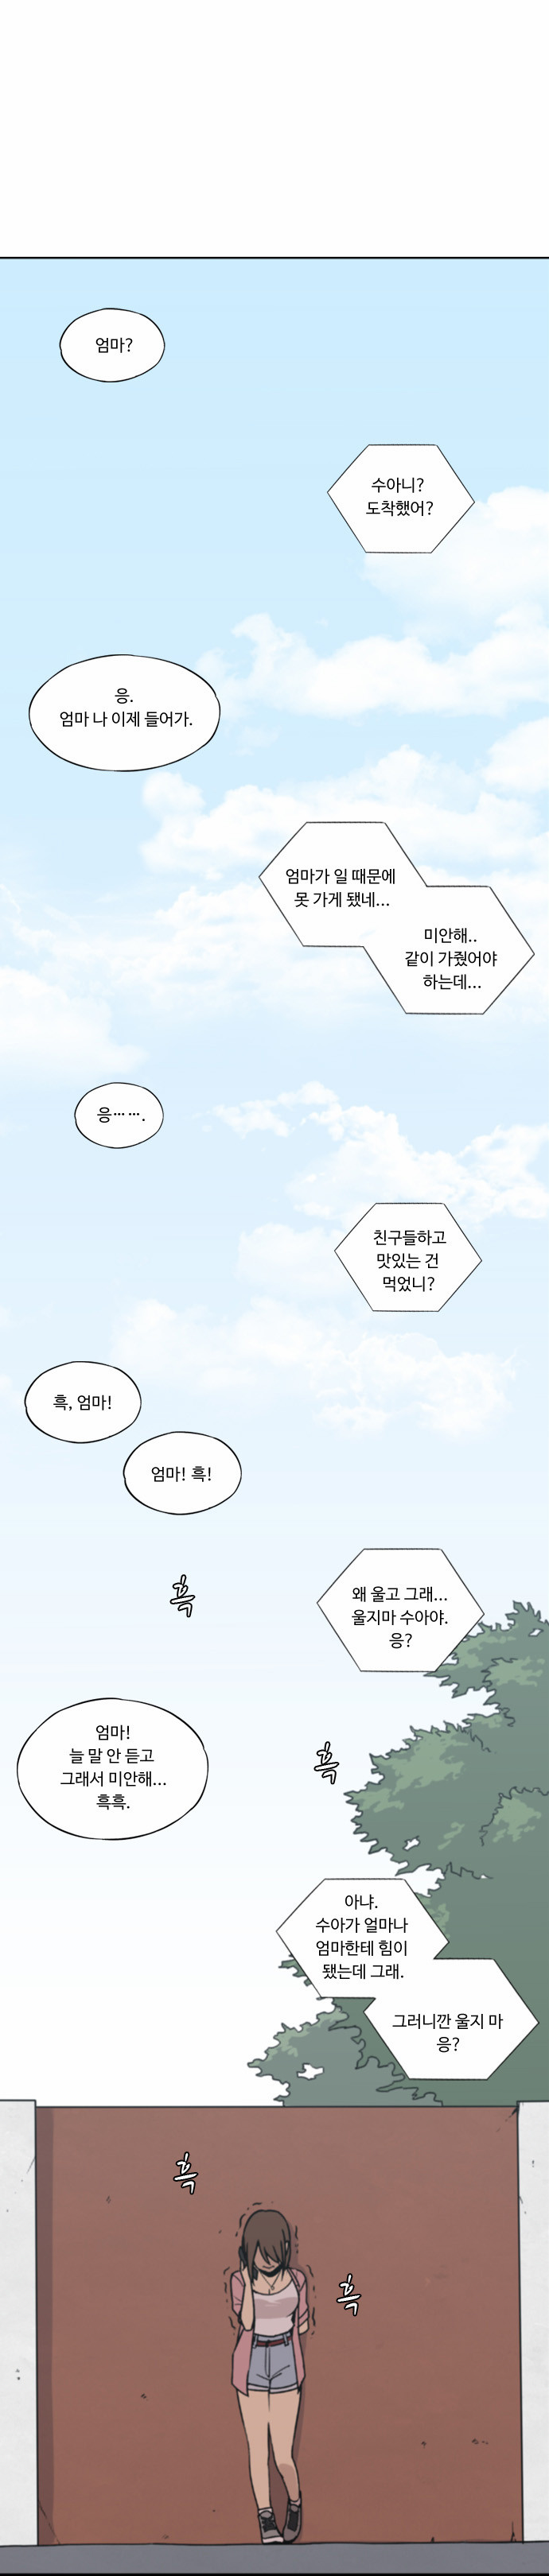 엄마?
수아니?
도착했어?
응.
엄마 나 이제 들어가.
엄마가 일 때문에
못 가게 됐네...
미안해..
같이 가줬어야
하는데...
응…….
친구들하고
맛있는 건
먹었니?
흑, 엄마!
엄마! 흑!
흑
왜 울고 그래...
울지마 수아야.
응?
엄마!
늘 말 안 듣고
그래서 미안해...
흑흑.
흑
아냐.
수아가 얼마나
엄마한테 힘이
됐는데 그래.
그러니깐 울지 마
응?
흑
흑